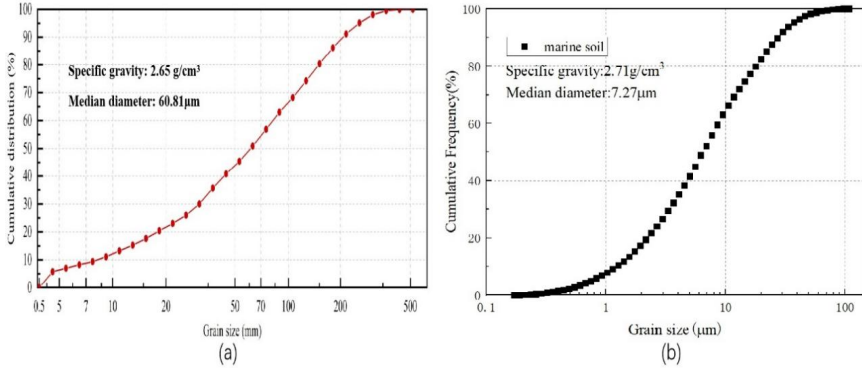 Cumulative distribution (%)
100
90
80
70
60
50
40
30
20
10
0
Specific gravity: 2.65 g/cm³
Median diameter: 60.81μm
0.5 5 7 10 20 50 70 100 200 500
Grain size (mm)
(a)
Cumulative Frequency(%)
100
80
60
40
20
0
marine soil
Specific gravity:2.71g/cm³
Median diameter:7.27μm
0.1 1 10 100
Grain size (μm)
(b)